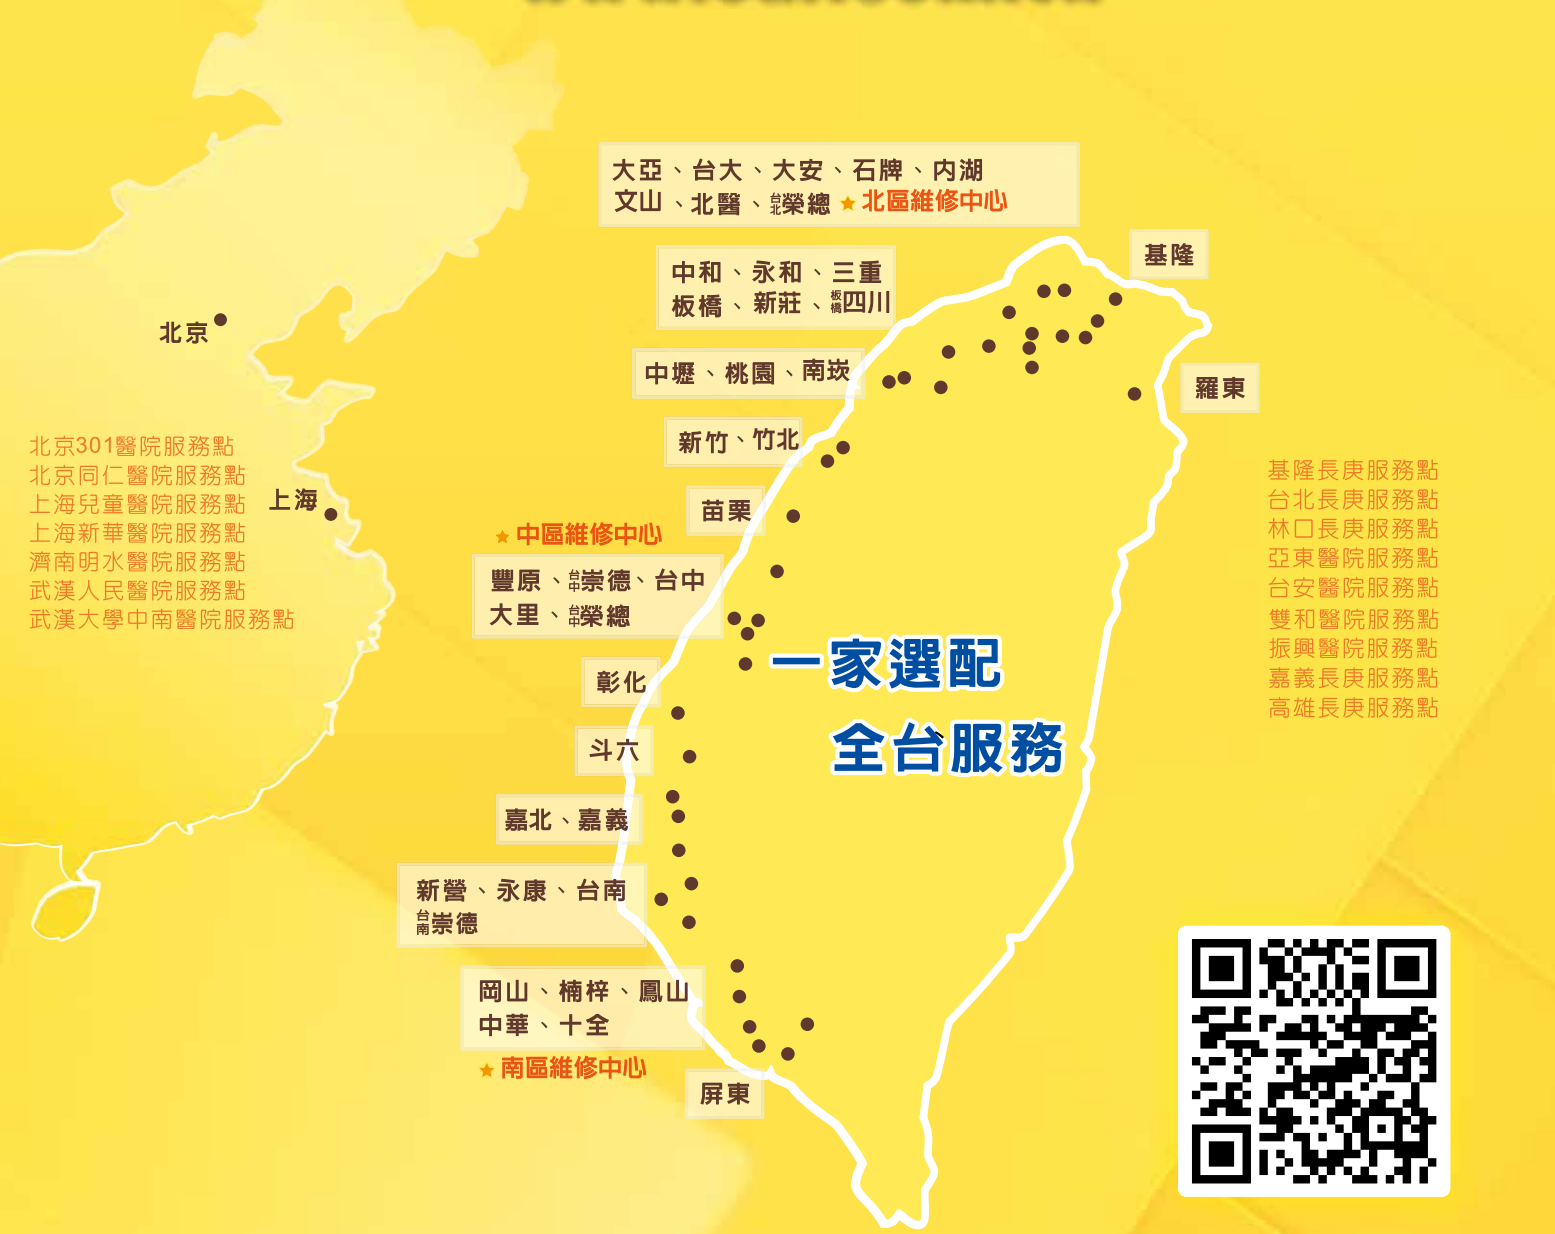 大亞、台大、大安、石牌、内湖
文山、北醫、台北榮總 ★北區維修中心
基隆
中和、永和、三重
板橋、新莊、板橋四川
北京
中壢、桃園、南崁
羅東
新竹、竹北
北京301醫院服務點
北京同仁醫院服務點
上海兒童醫院服務點
上海新華醫院服務點
濟南明水醫院服務點
武漢人民醫院服務點
武漢大學中南醫院服務點
上海
基隆長庚服務點
台北長庚服務點
林口長庚服務點
亞東醫院服務點
台安醫院服務點
雙和醫院服務點
振興醫院服務點
嘉義長庚服務點
高雄長庚服務點
苗栗
★中區維修中心
豐原、台中崇德、台中
大里、台中榮總
一家選配
全台服務
彰化
斗六
嘉北、嘉義
新營、永康、台南
台南崇德
岡山、楠梓、鳳山
中華、十全
★南區維修中心
屏東